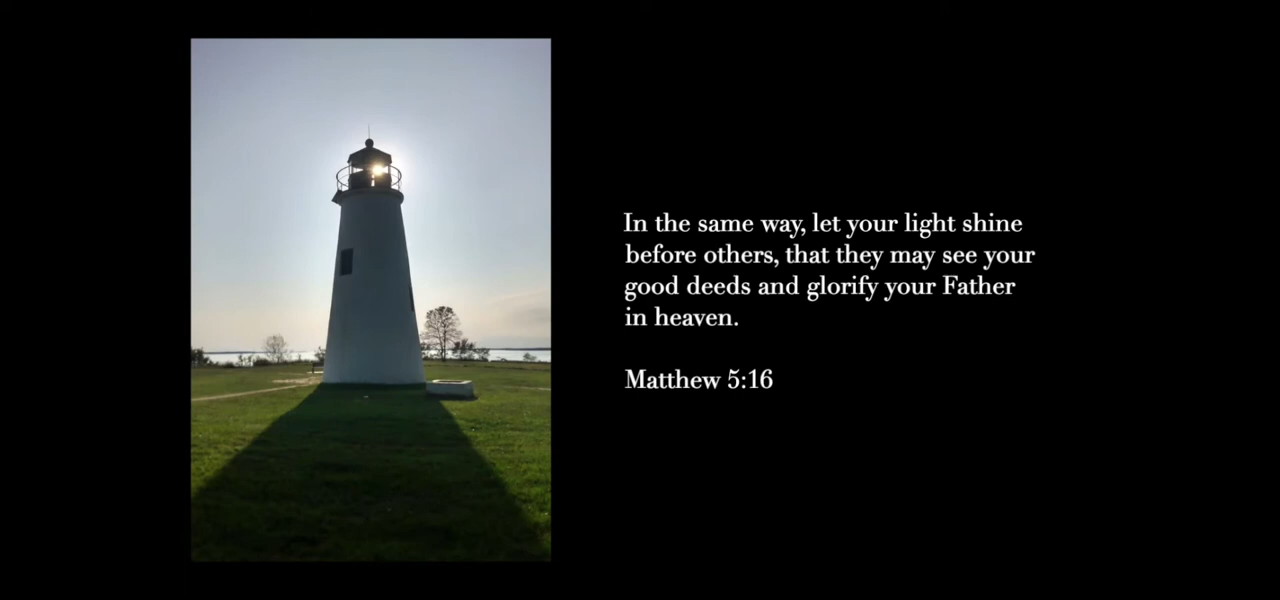 In the same way, let your light shine
before others, that they may see your
good deeds and glorify your Father
in heaven.
Matthew 5:16